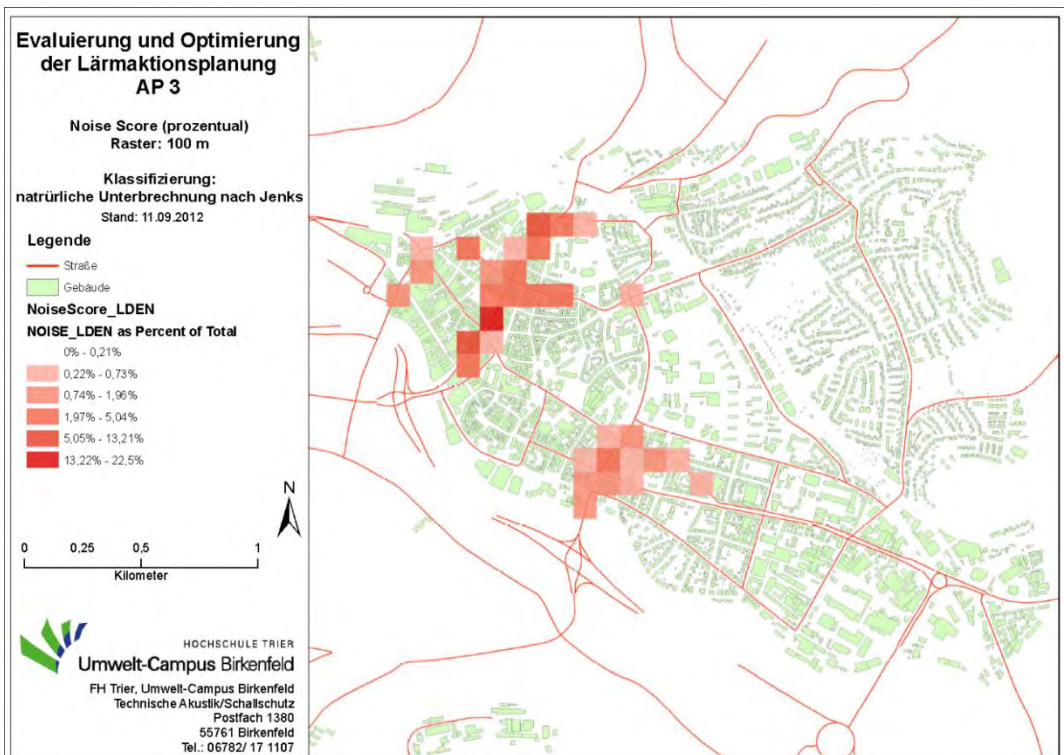 Evaluierung und Optimierung
der Lärmaktionsplanung
AP 3
Noise Score (prozentual)
Raster: 100 m
Klassifizierung:
natrürliche Unterbrechnung nach Jenks
Stand: 11.09.2012
Legende
Straße
Gebäude
NoiseScore_LDEN
NOISE_LDEN as Percent of Total
0% - 0,21%
0,22% - 0,73%
0,74% - 1,96%
1,97% - 5,04%
5,05% - 13,21%
13,22% - 22,5%
N
0 0,25 0,5 1
Kilometer
HOCHSCHULE TRIER
Umwelt-Campus Birkenfeld
FH Trier, Umwelt-Campus Birkenfeld
Technische Akustik/Schallschutz
Postfach 1380
55761 Birkenfeld
Tel.: 06782/ 17 1107